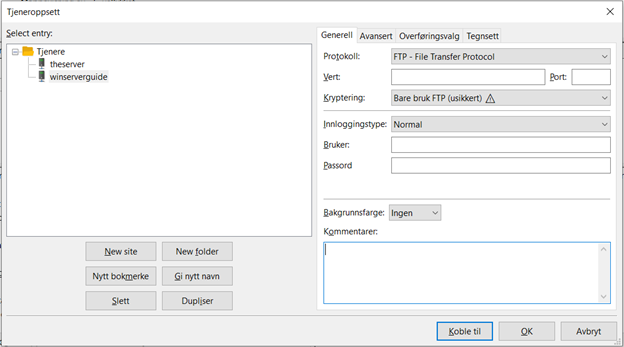 Tjeneroppsett
Select entry:
Tjenere
theserver
winserverguide
New site
New folder
Nytt bokmerke
Gi nytt navn
Slett
Dupliser
Generell
Avansert
Overføringsvalg
Tegnsett
Protokoll:
FTP - File Transfer Protocol
Vert:
Port:
Kryptering:
Bare bruk FTP (usikkert)
Innloggingstype:
Normal
Bruker:
Passord
Bakgrunnsfarge:
Ingen
Kommentarer:
Koble til
OK
Avbryt